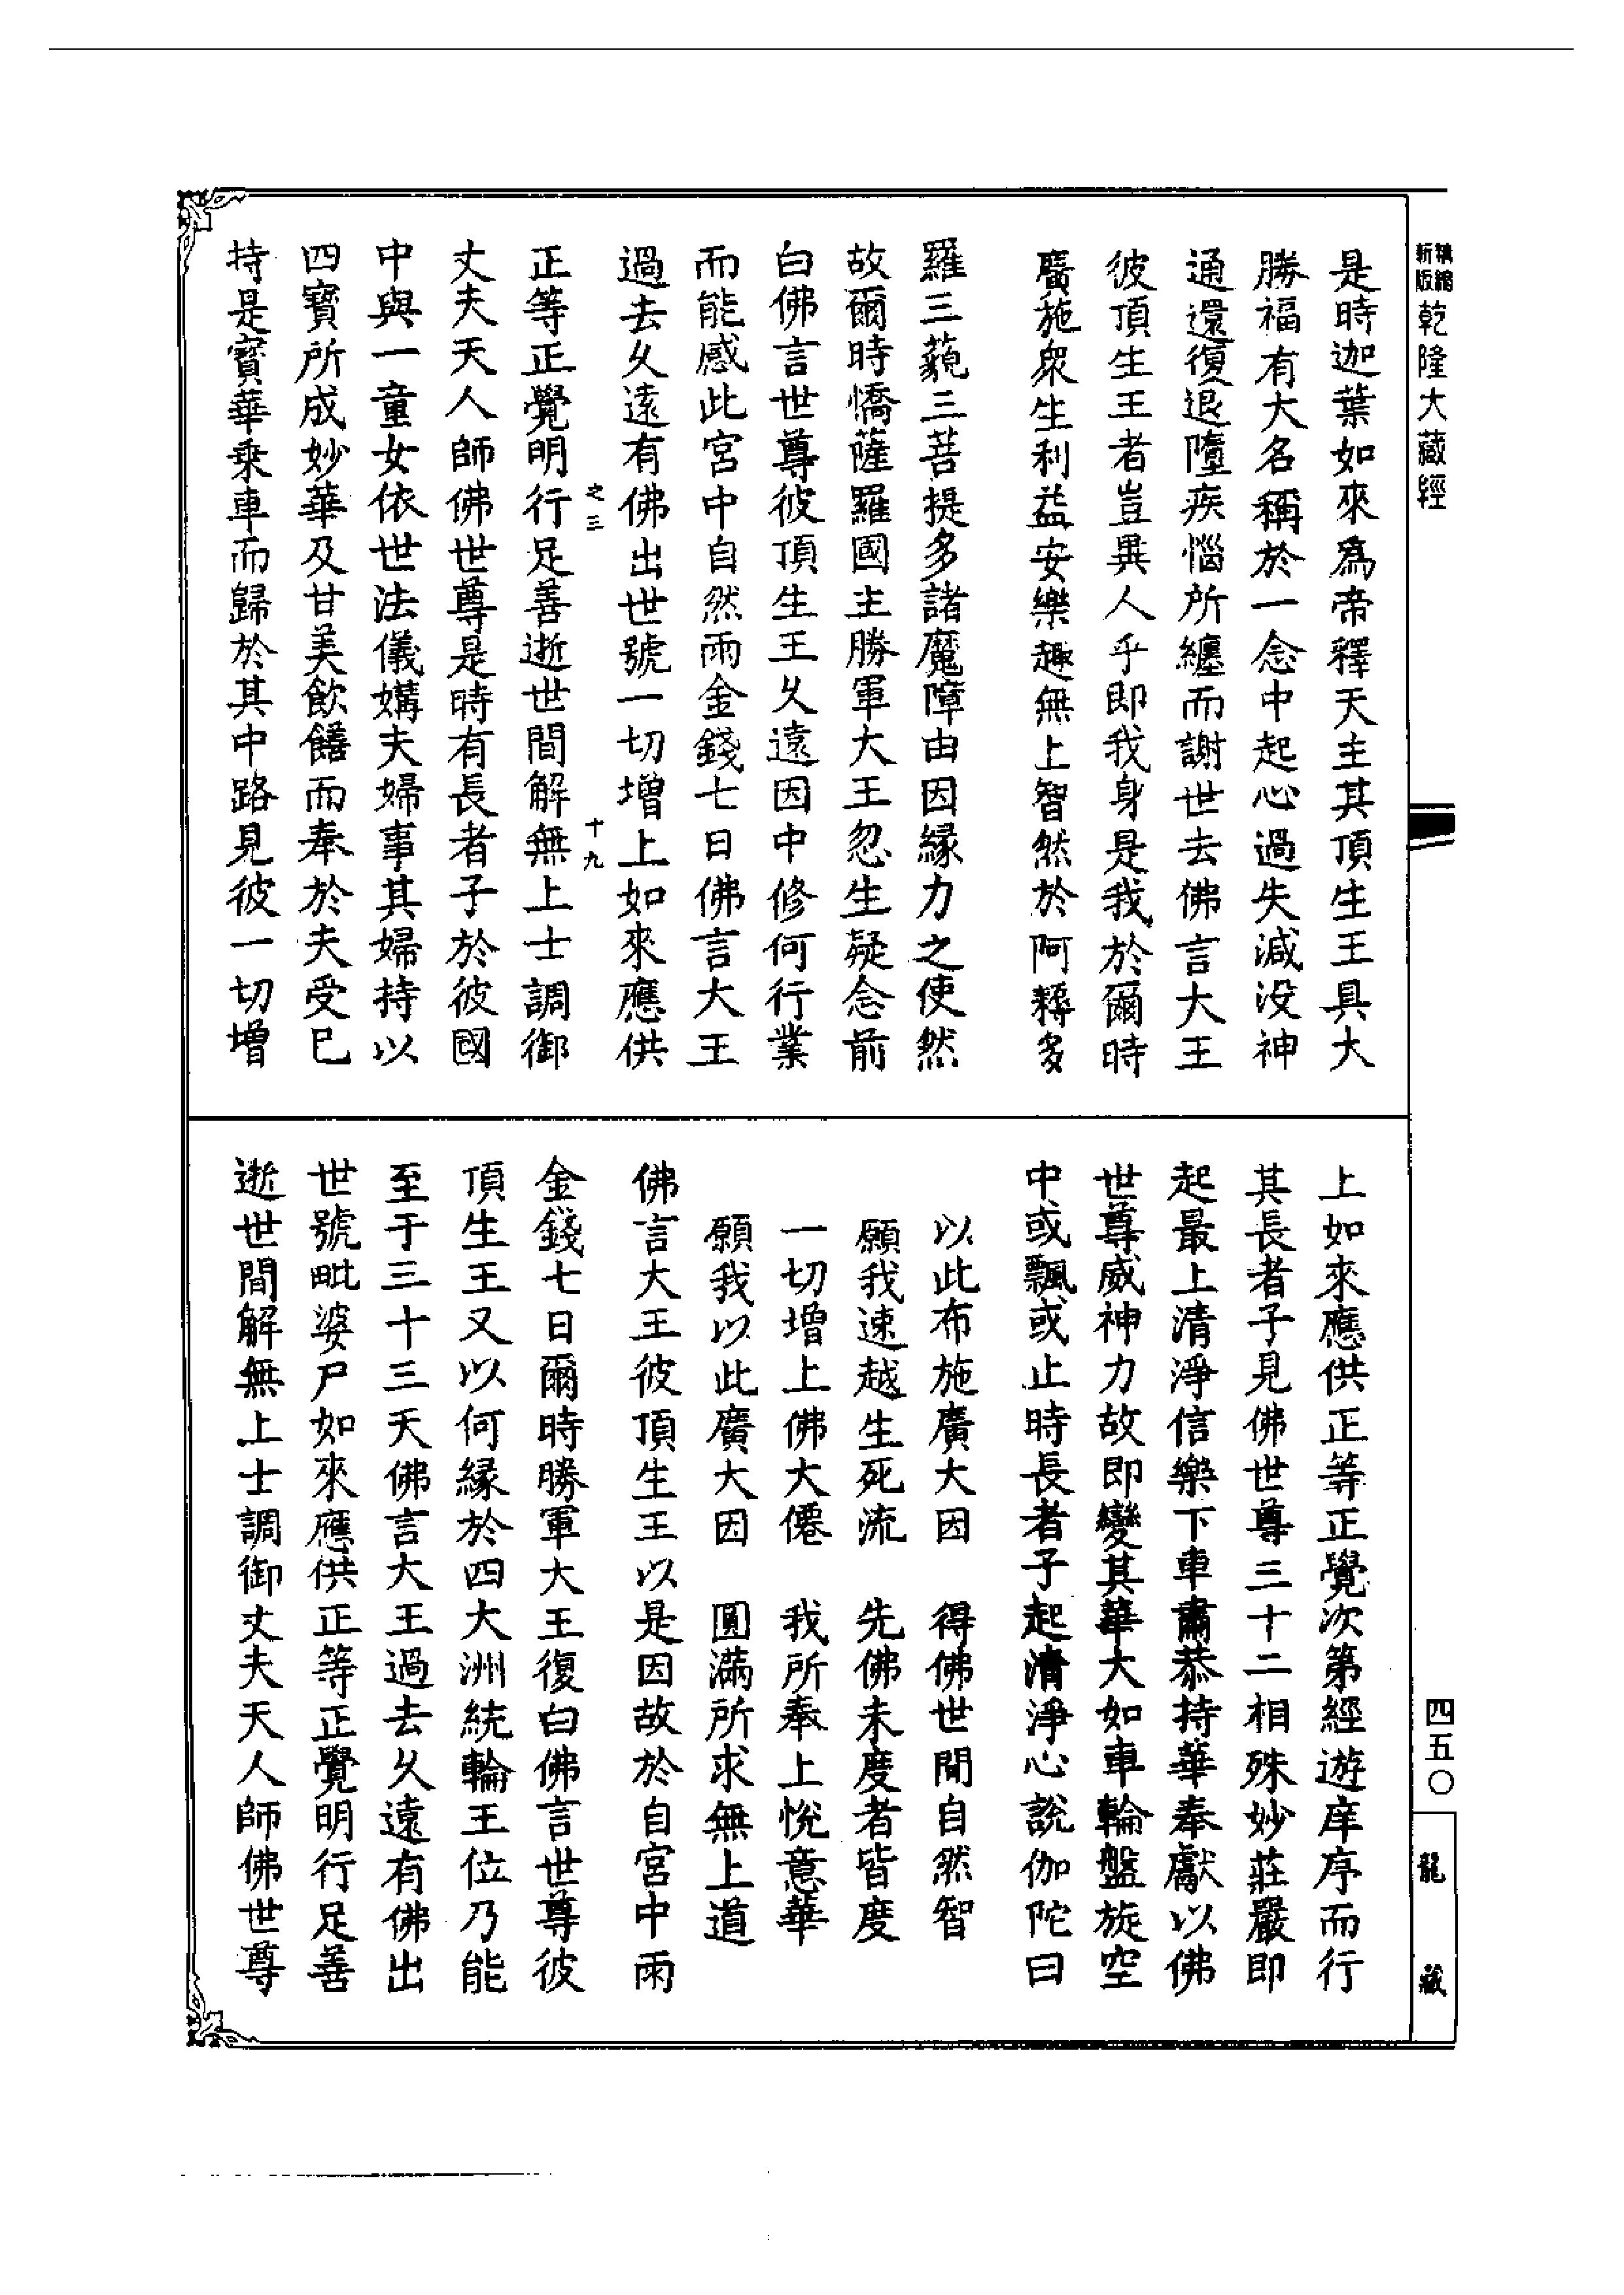 精縮新版乾隆大藏經
是時迦葉如來爲帝釋天主其頂生王具大
勝福有大名稱於一念中起心過失減没神
通還復退墮疾惱所纏而謝世去佛言大王
彼頂生王者豈異人乎即我身是我於爾時
廣施衆生利益安樂趣無上智然於阿耨多
羅三藐三菩提多諸魔障由因緣力之使然
故爾時憍薩羅國主勝軍大王忽生疑念前
白佛言世尊彼頂生王久遠因中修何行業
而能感此宮中自然雨金錢七日佛言大王
過去久遠有佛出世號一切增上如來應供
之三 十九
正等正覺明行足善逝世間解無上士調御
丈夫天人師佛世尊是時有長者子於彼國
中與一童女依世法儀媾夫婦事其婦持以
四寶所成妙華及甘美飲饍而奉於夫受已
持是寶華乘車而歸於其中路見彼一切增
上如來應供正等正覺次第經遊庠序而行
其長者子見佛世尊三十二相殊妙莊嚴即
起最上清淨信樂下車肅恭持華奉獻以佛
世尊威神力故即變其華大如車輪盤旋空
中或飄或止時長者子起清淨心說伽陀曰
以此布施廣大因　得佛世間自然智
願我速越生死流　先佛未度者皆度
一切增上佛大僊　我所奉上悅意華
願我以此廣大因　圓滿所求無上道
佛言大王彼頂生王以是因故於自宮中雨
金錢七日爾時勝軍大王復白佛言世尊彼
頂生王又以何緣於四大洲統輪王位乃能
至于三十三天佛言大王過去久遠有佛出
世號毗婆尸如來應供正等正覺明行足善
逝世間解無上士調御丈夫天人師佛世尊
四五〇
龍藏